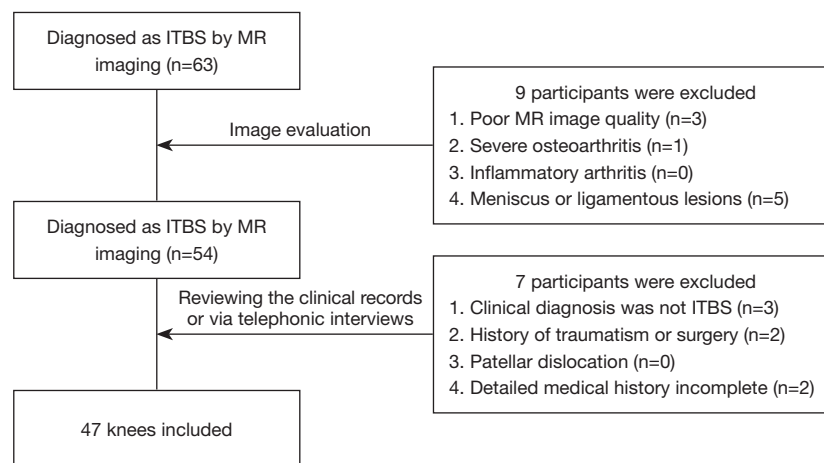 Diagnosed as ITBS by MR
imaging (n=63)
9 participants were excluded
1. Poor MR image quality (n=3)
2. Severe osteoarthritis (n=1)
3. Inflammatory arthritis (n=0)
4. Meniscus or ligamentous lesions (n=5)
Image evaluation
Diagnosed as ITBS by MR
imaging (n=54)
7 participants were excluded
1. Clinical diagnosis was not ITBS (n=3)
2. History of traumatism or surgery (n=2)
3. Patellar dislocation (n=0)
4. Detailed medical history incomplete (n=2)
Reviewing the clinical records
or via telephonic interviews
47 knees included